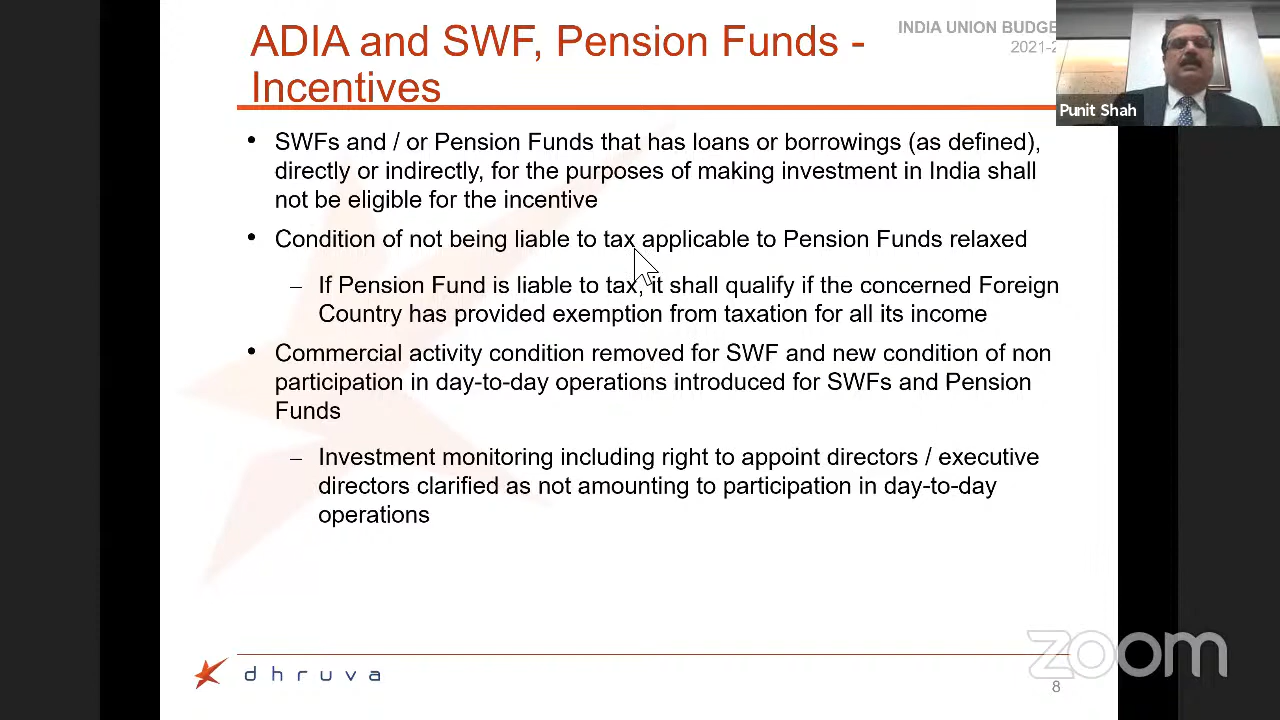 ADIA and SWF, Pension Funds -
Incentives
INDIA UNION BUDGE
2021-2
Punit Shah
• SWFs and / or Pension Funds that has loans or borrowings (as defined),
directly or indirectly, for the purposes of making investment in India shall
not be eligible for the incentive
• Condition of not being liable to tax applicable to Pension Funds relaxed
– If Pension Fund is liable to tax, it shall qualify if the concerned Foreign
Country has provided exemption from taxation for all its income
• Commercial activity condition removed for SWF and new condition of non
participation in day-to-day operations introduced for SWFs and Pension
Funds
– Investment monitoring including right to appoint directors / executive
directors clarified as not amounting to participation in day-to-day
operations
zoom
dhruva
8